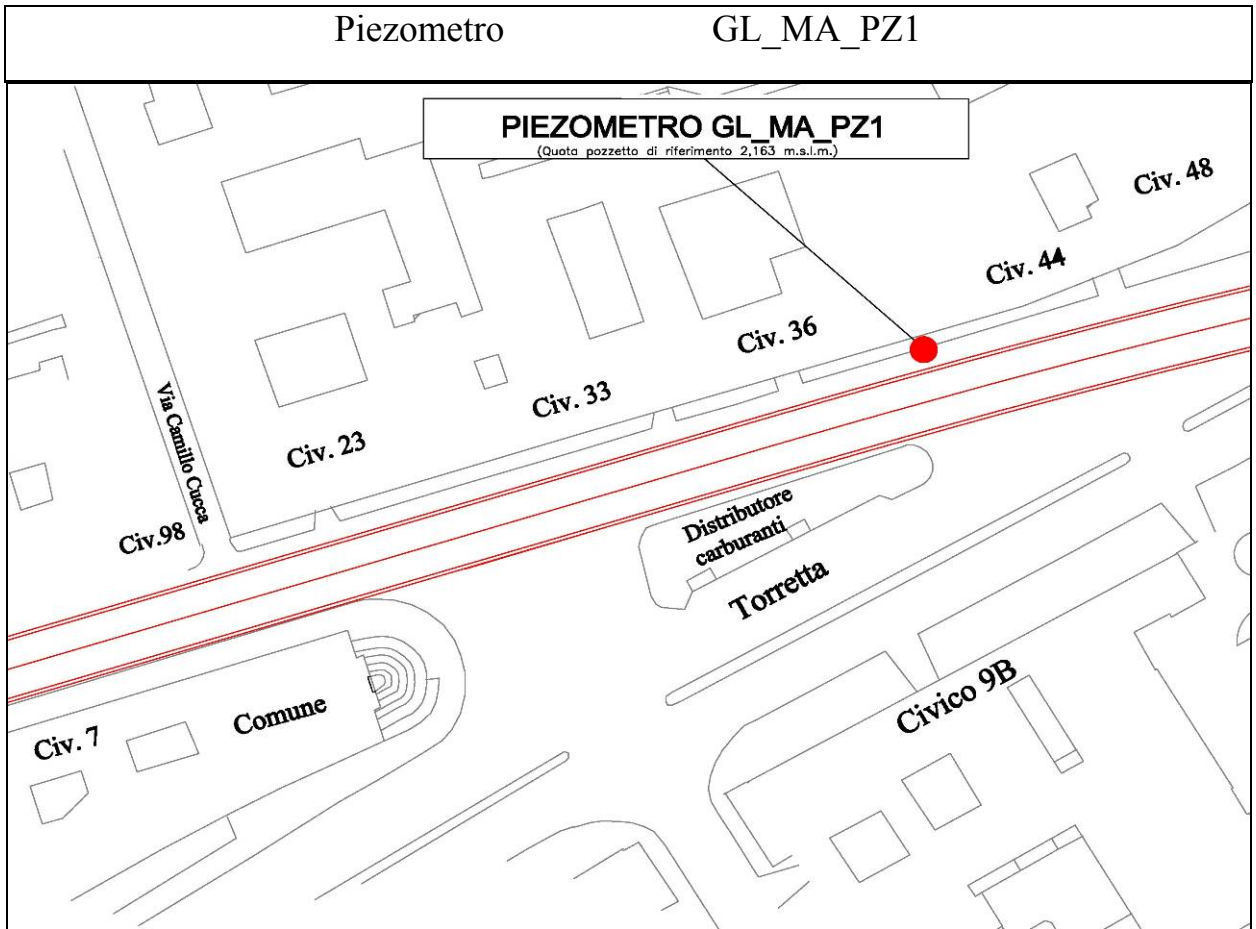 Piezometro GL_MA_PZ1
PIEZOMETRO GL_MA_PZ1
(Quota pozzetto di riferimento 2,163 m.s.l.m.)
Civ. 48
Civ. 44
Civ. 36
Civ. 33
Civ. 23
Via Camillo Cucca
Civ.98
Distributore
carburanti
Torretta
Civico 9B
Comune
Civ. 7